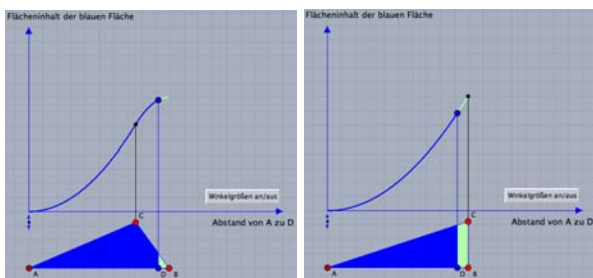 Flächeninhalt der blauen Fläche
Winkelgrößen an/aus
Abstand von A zu D
C
A
D
B
Flächeninhalt der blauen Fläche
Winkelgrößen an/aus
Abstand von A zu D
C
A
D
B